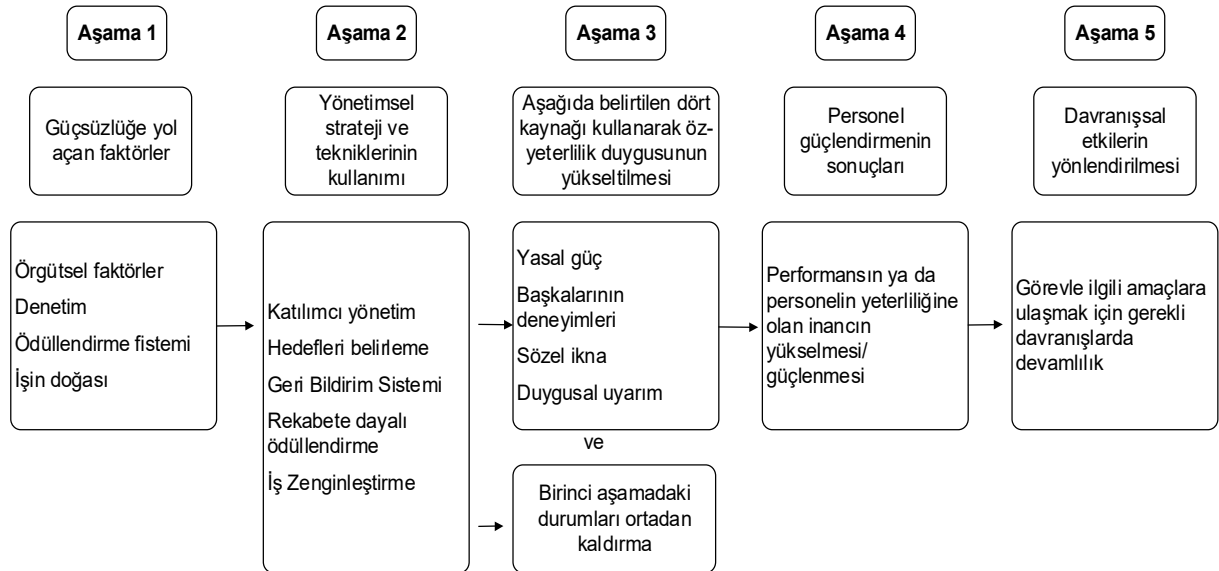 Aşama 1
Aşama 2
Aşama 3
Aşama 4
Aşama 5
Güçsüzlüğe yol
açan faktörler
Yönetimsel
strateji ve
tekniklerinin
kullanımı
Aşağıda belirtilen dört
kaynağı kullanarak öz-
yeterlilik duygusunun
yükseltilmesi
Personel
güçlendirmenin
sonuçları
Davranışsal
etkilerin
yönlendirilmesi
Örgütsel faktörler
Denetim
Ödüllendirme fistemi
İşin doğası
Katılımcı yönetim
Hedefleri belirleme
Geri Bildirim Sistemi
Rekabete dayalı
ödüllendirme
İş Zenginleştirme
Yasal güç
Başkalarının
deneyimleri
Sözel ikna
Duygusal uyarım
ve
Birinci aşamadaki
durumları ortadan
kaldırma
Performansın ya da
personelin yeterliliğine
olan inancın
yükselmesi/
güçlenmesi
Görevle ilgili amaçlara
ulaşmak için gerekli
davranışlarda
devamlılık